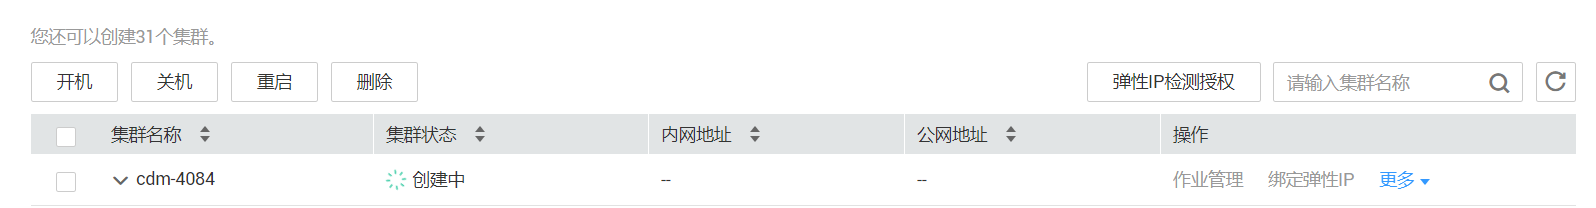 您还可以创建31个集群。
开机 关机 重启 删除 弹性IP检测授权 请输入集群名称
集群名称 集群状态 内网地址 公网地址 操作
cdm-4084 创建中 -- -- 作业管理 绑定弹性IP 更多